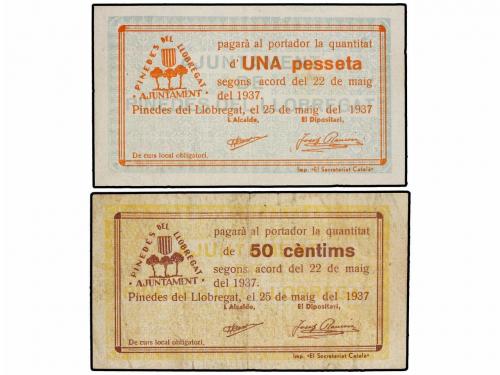 PINEDES DEL LLOBREGAT
· AJUNTAMENT ·
pagarà al portador la quantitat
d'UNA pesseta
segons acord del 22 de maig
del 1937.
Pinedes del Llobregat, el 25 de maig del 1937
L'Alcalde, El Dipositari,
De curs local obligatori.
Imp. «El Secretariat Català»
PINEDES DEL LLOBREGAT
· AJUNTAMENT ·
pagarà al portador la quantitat
de 50 cèntims
segons acord del 22 de maig
del 1937.
Pinedes del Llobregat, el 25 de maig del 1937
L'Alcalde, El Dipositari,
De curs local obligatori.
Imp. «El Secretariat Català»